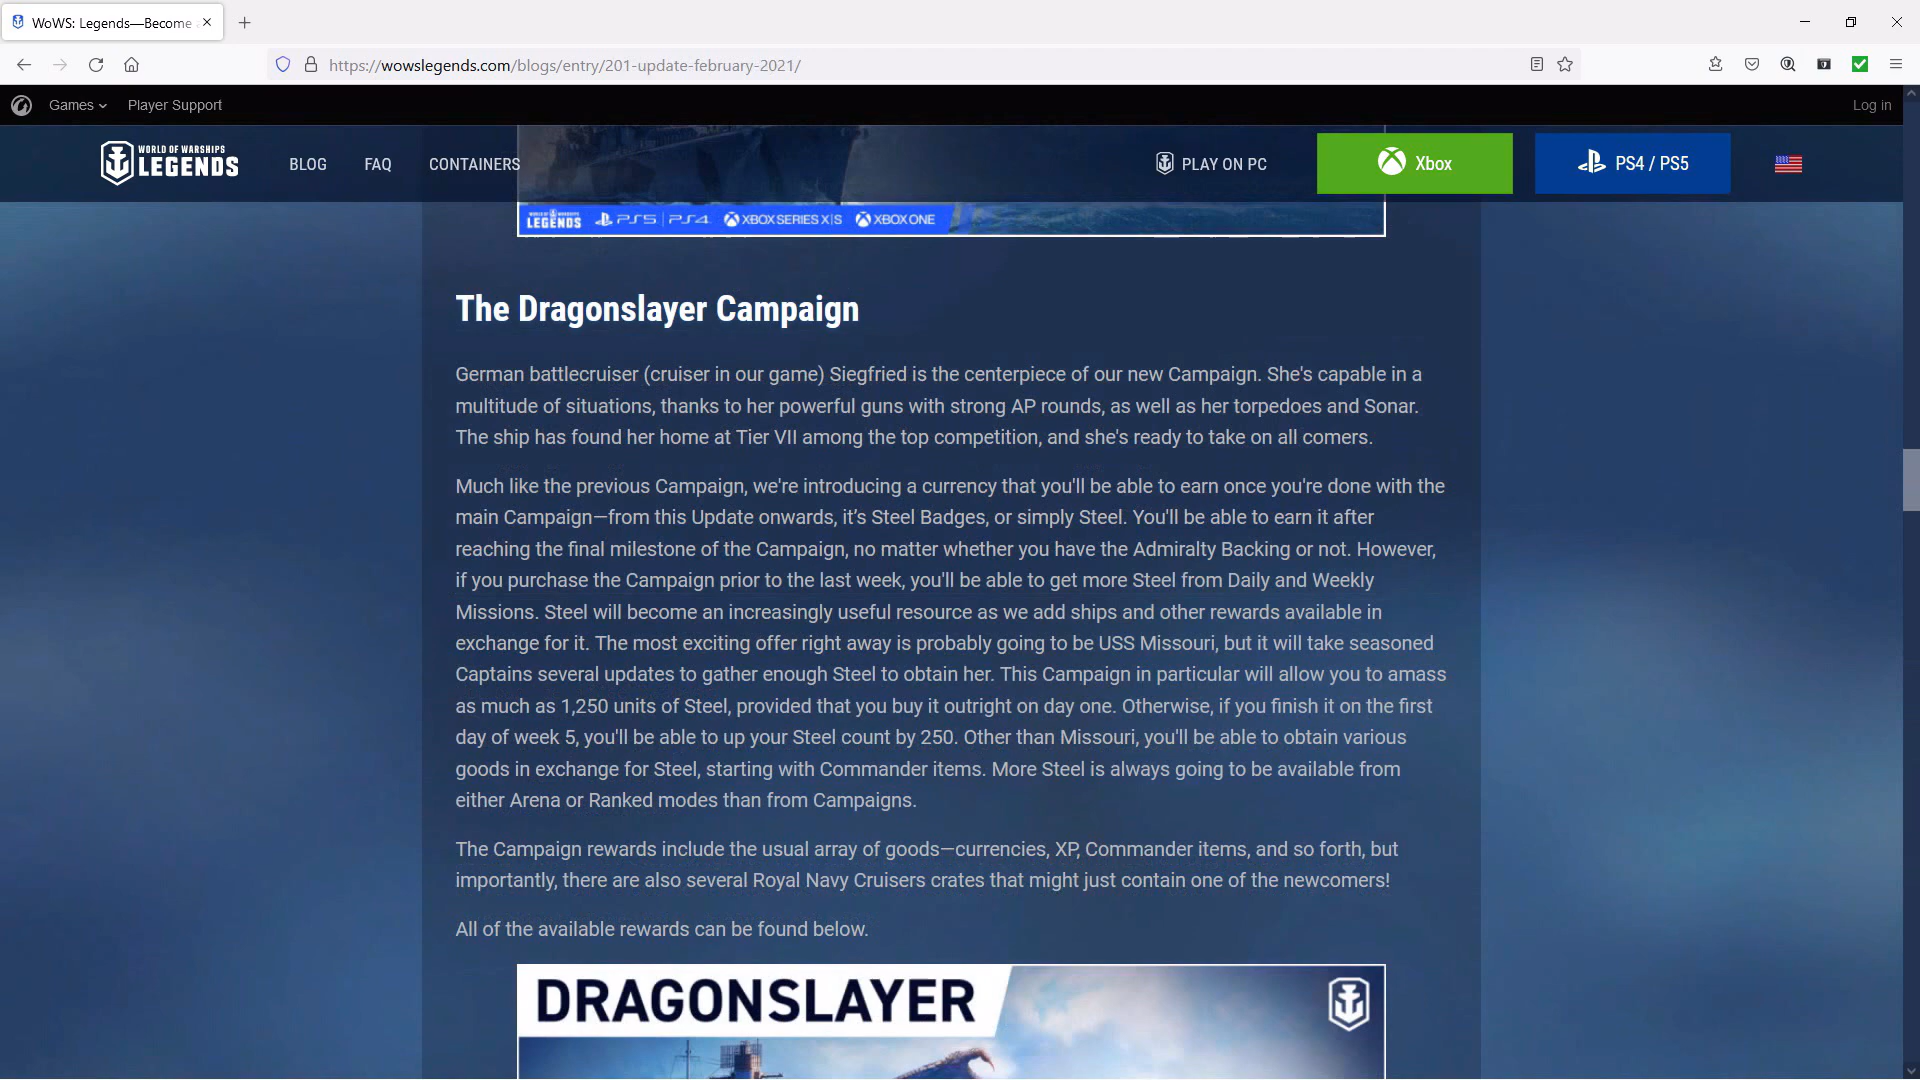 WoWS: Legends—Become
https://wowslegends.com/blogs/entry/201-update-february-2021/
Games
Player Support
Log in
WORLD OF WARSHIPS
LEGENDS
BLOG
FAQ
CONTAINERS
PLAY ON PC
Xbox
PS4 / PS5
WORLD OF WARSHIPS
LEGENDS
PS5 | PS4
XBOX SERIES X|S
XBOX ONE
The Dragonslayer Campaign
German battlecruiser (cruiser in our game) Siegfried is the centerpiece of our new Campaign. She's capable in a
multitude of situations, thanks to her powerful guns with strong AP rounds, as well as her torpedoes and Sonar.
The ship has found her home at Tier VII among the top competition, and she's ready to take on all comers.
Much like the previous Campaign, we're introducing a currency that you'll be able to earn once you're done with the
main Campaign—from this Update onwards, it’s Steel Badges, or simply Steel. You'll be able to earn it after
reaching the final milestone of the Campaign, no matter whether you have the Admiralty Backing or not. However,
if you purchase the Campaign prior to the last week, you'll be able to get more Steel from Daily and Weekly
Missions. Steel will become an increasingly useful resource as we add ships and other rewards available in
exchange for it. The most exciting offer right away is probably going to be USS Missouri, but it will take seasoned
Captains several updates to gather enough Steel to obtain her. This Campaign in particular will allow you to amass
as much as 1,250 units of Steel, provided that you buy it outright on day one. Otherwise, if you finish it on the first
day of week 5, you'll be able to up your Steel count by 250. Other than Missouri, you'll be able to obtain various
goods in exchange for Steel, starting with Commander items. More Steel is always going to be available from
either Arena or Ranked modes than from Campaigns.
The Campaign rewards include the usual array of goods—currencies, XP, Commander items, and so forth, but
importantly, there are also several Royal Navy Cruisers crates that might just contain one of the newcomers!
All of the available rewards can be found below.
DRAGONSLAYER